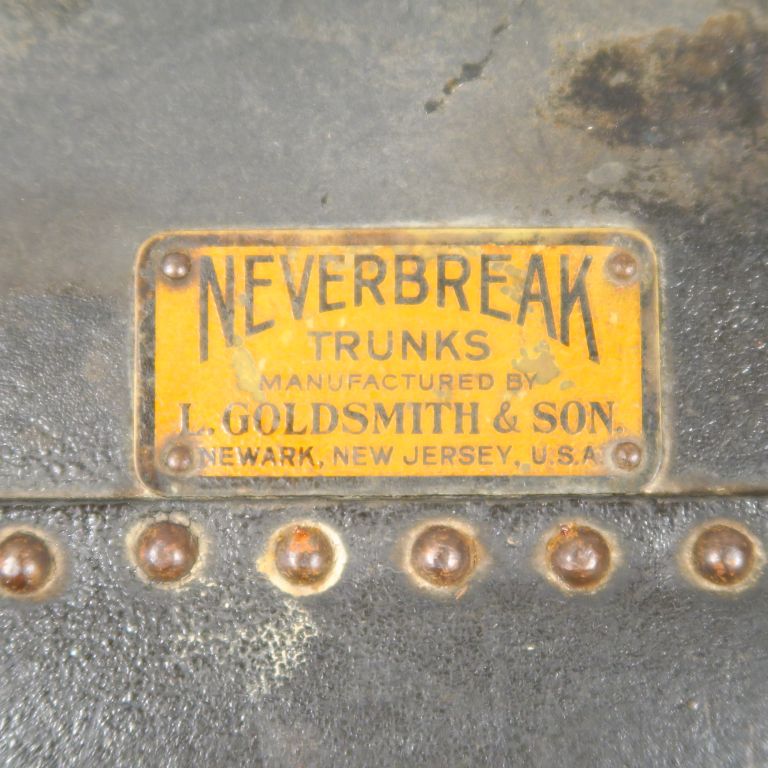 NEVERBREAK
TRUNKS
MANUFACTURED BY
L. GOLDSMITH & SON.
NEWARK, NEW JERSEY, U.S.A.